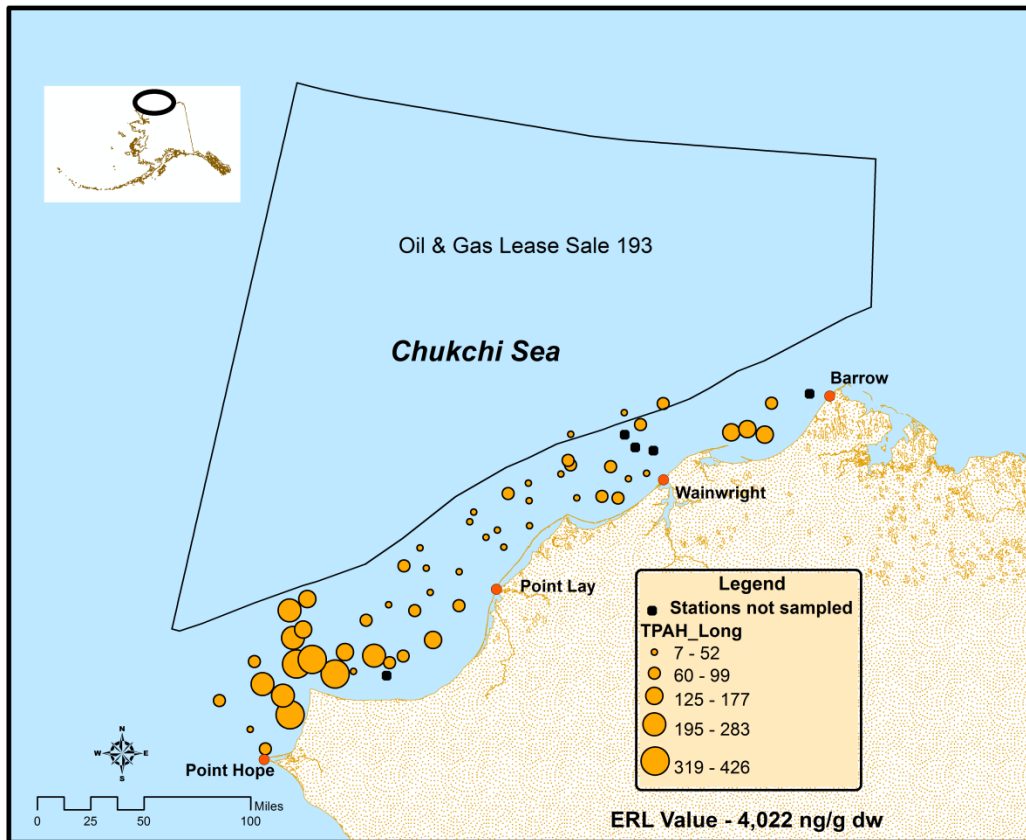 Oil & Gas Lease Sale 193
Chukchi Sea
Barrow
Wainwright
Point Lay
Point Hope
Legend
Stations not sampled
TPAH_Long
7 - 52
60 - 99
125 - 177
195 - 283
319 - 426
N
W E
S
Miles
0 25 50 100
ERL Value - 4,022 ng/g dw